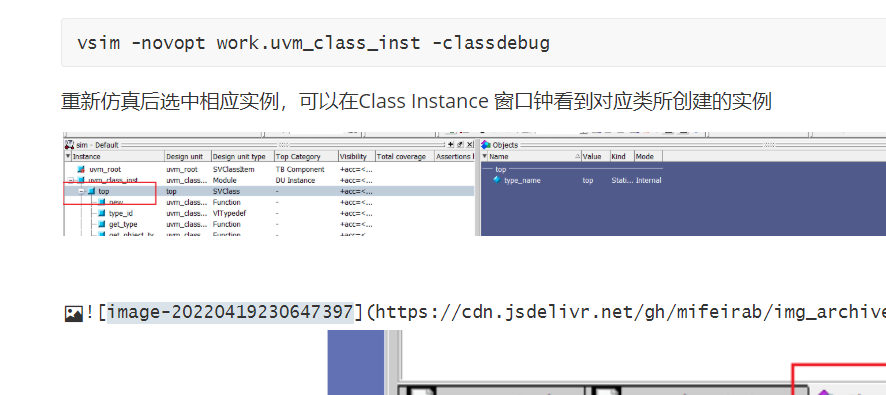 vsim -novopt work.uvm_class_inst -classdebug
重新仿真后选中相应实例，可以在Class Instance 窗口钟看到对应类所创建的实例
sim - Default
Objects
Instance Design unit Design unit type Top Category Visibility Total coverage Assertions
Name Value Kind Mode
uvm_root uvm_root SVClassItem TB Component +acc=<...
top
uvm_class_inst uvm_class... Module DU Instance +acc=<...
type_name top Stati... Internal
top top SVClass - +acc=<...
new uvm_class... Function - +acc=<...
type_id uvm_class... VlTypedef - +acc=<...
get_type uvm_class... Function - +acc=<...
get_object_ty uvm_class... Function - +acc=<...
![image-20220419230647397](https://cdn.jsdelivr.net/gh/mifeirab/img_archive